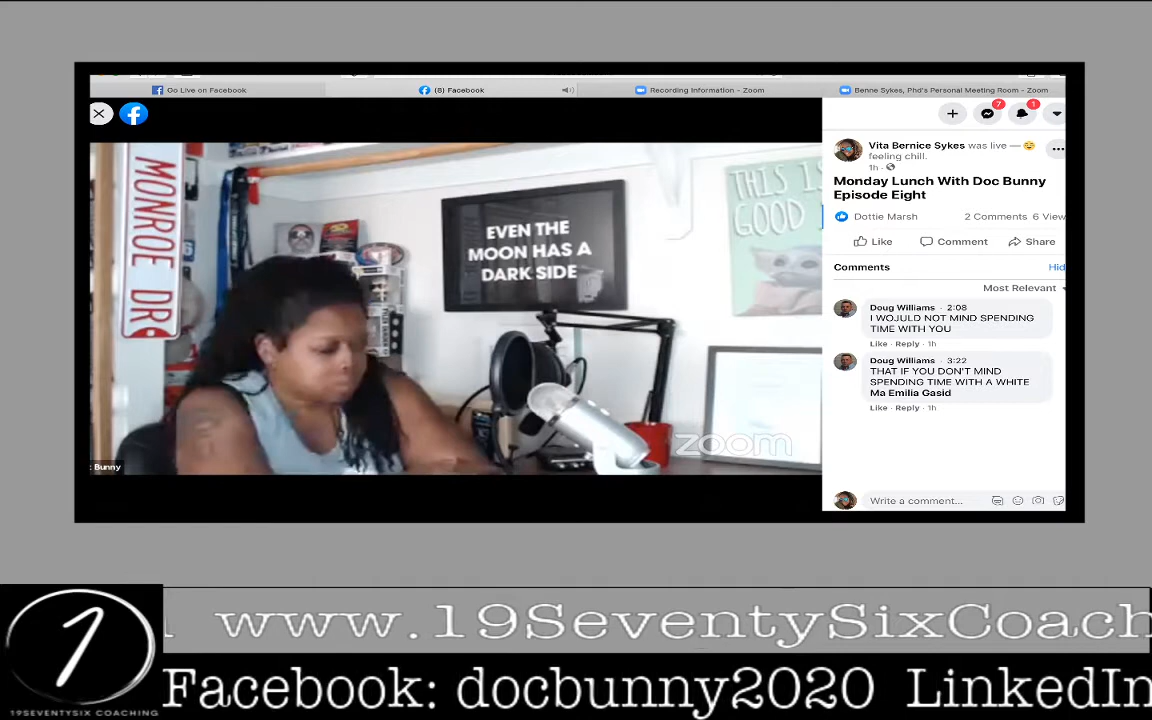 Go Live on Facebook
(8) Facebook
Recording Information - Zoom
Benne Sykes, Phd's Personal Meeting Room - Zoom
7
1
Vita Bernice Sykes was live —
feeling chill.
1h
Monday Lunch With Doc Bunny
Episode Eight
Dottie Marsh
2 Comments 6 View
Like
Comment
Share
Comments
Hid
Most Relevant
Doug Williams · 2:08
I WOJULD NOT MIND SPENDING
TIME WITH YOU
Like · Reply · 1h
Doug Williams · 3:22
THAT IF YOU DON'T MIND
SPENDING TIME WITH A WHITE
Ma Emilia Gasid
Like · Reply · 1h
Write a comment...
MONROE DR
EVEN THE
MOON HAS A
DARK SIDE
THIS IS
GOOD
zoom
: Bunny
1
19SEVENTYSIX COACHING
www.19SeventySixCoach
Facebook: docbunny2020 LinkedIn